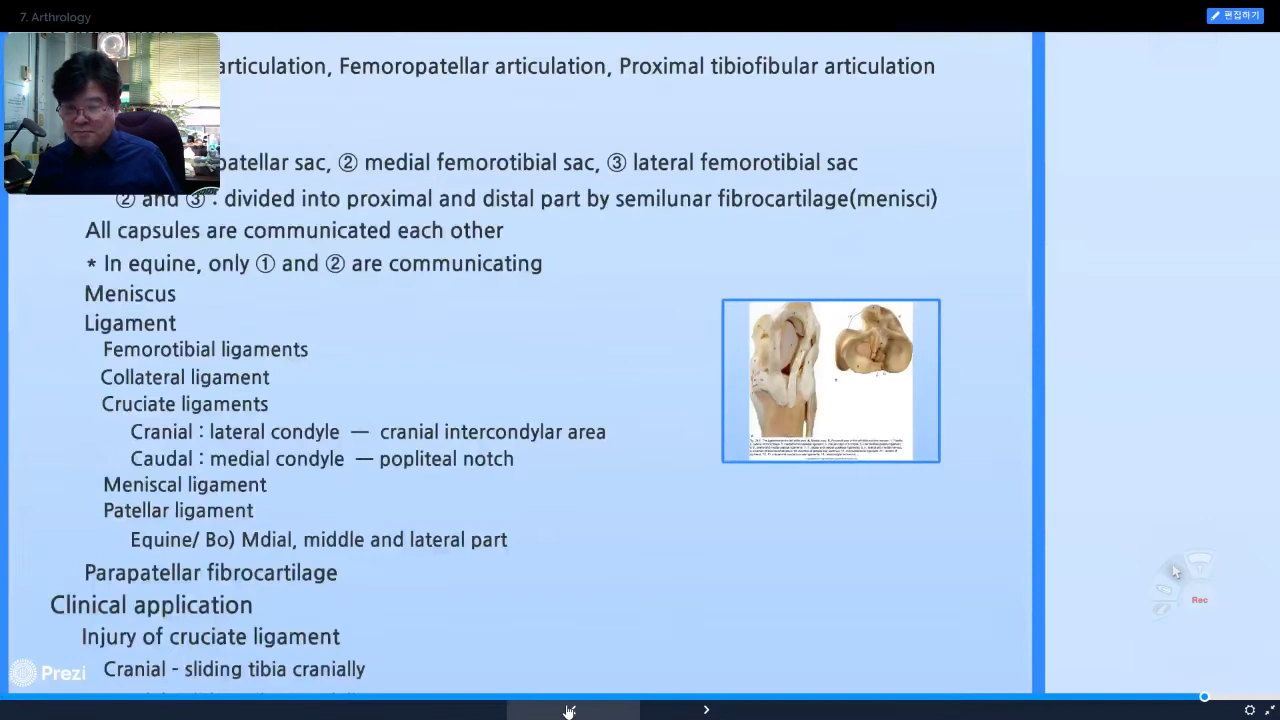 7. Arthrology
편집하기
articulation, Femoropatellar articulation, Proximal tibiofibular articulation
patellar sac, ② medial femorotibial sac, ③ lateral femorotibial sac
② and ③ : divided into proximal and distal part by semilunar fibrocartilage(menisci)
All capsules are communicated each other
* In equine, only ① and ② are communicating
Meniscus
Ligament
Femorotibial ligaments
Collateral ligament
Cruciate ligaments
Cranial : lateral condyle — cranial intercondylar area
Caudal : medial condyle — popliteal notch
Meniscal ligament
Patellar ligament
Equine/ Bo) Mdial, middle and lateral part
Parapatellar fibrocartilage
Clinical application
Injury of cruciate ligament
Cranial - sliding tibia cranially
Rec
Prezi